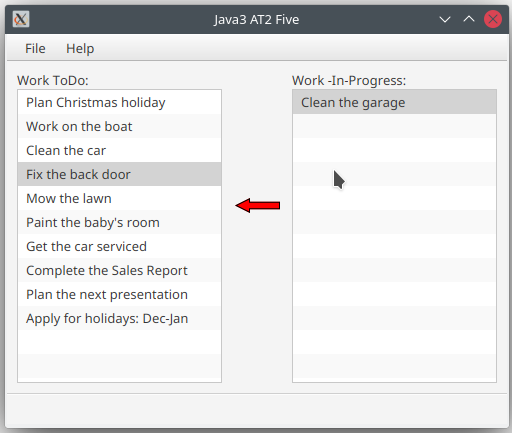 Java3 AT2 Five
File Help
Work ToDo:
Plan Christmas holiday
Work on the boat
Clean the car
Fix the back door
Mow the lawn
Paint the baby's room
Get the car serviced
Complete the Sales Report
Plan the next presentation
Apply for holidays: Dec-Jan
Work -In-Progress:
Clean the garage